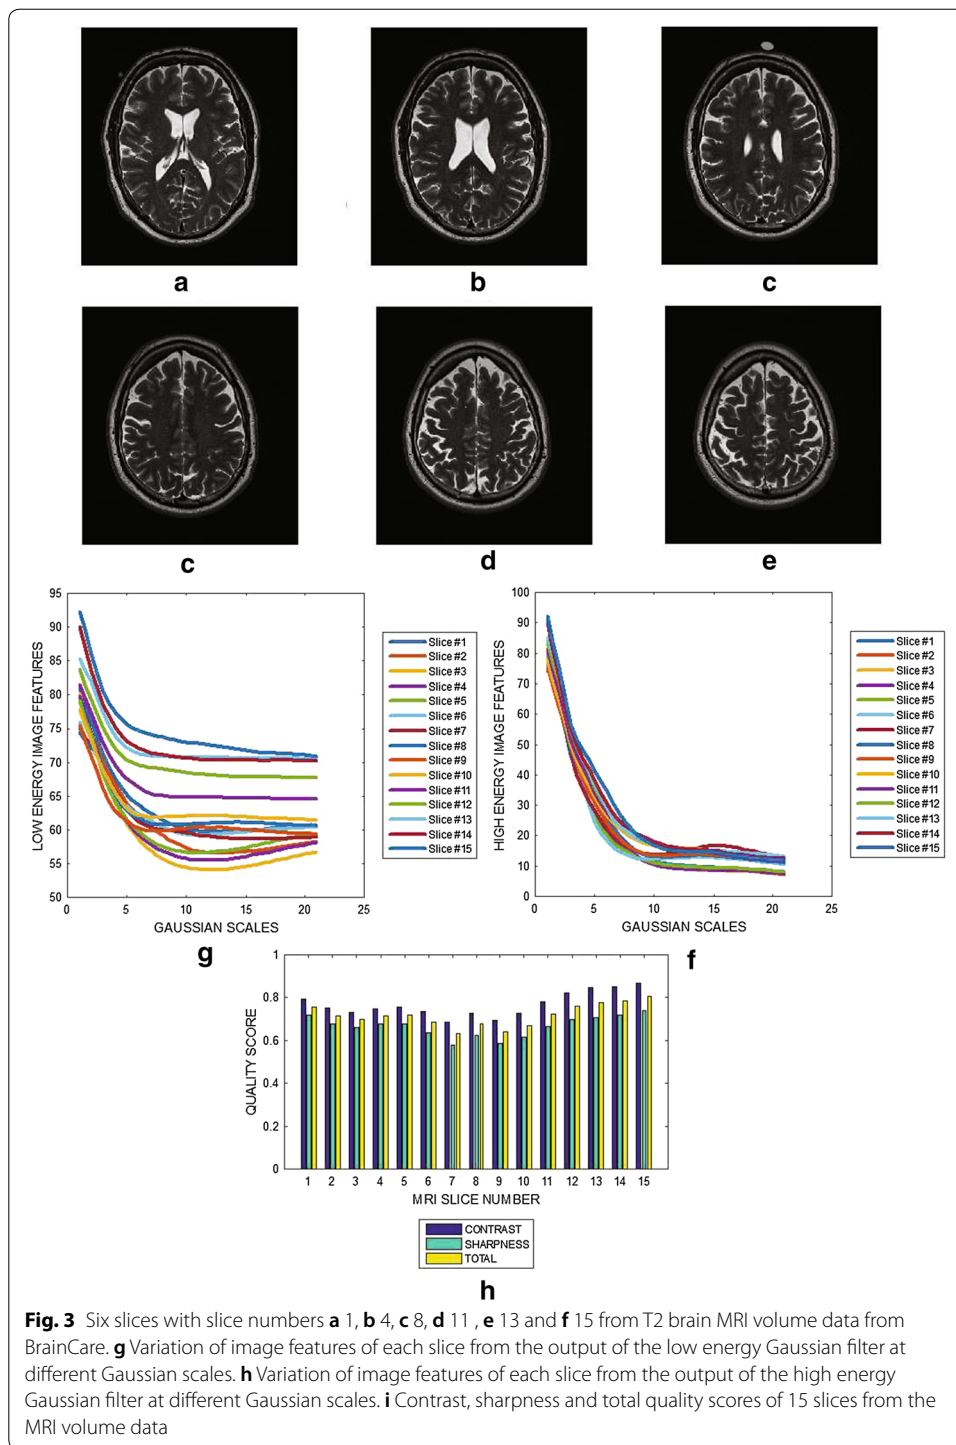 a
b
c
c
d
e
LOW ENERGY IMAGE FEATURES
95
90
85
80
75
70
65
60
55
50
0
5
10
15
20
25
GAUSSIAN SCALES
Slice #1
Slice #2
Slice #3
Slice #4
Slice #5
Slice #6
Slice #7
Slice #8
Slice #9
Slice #10
Slice #11
Slice #12
Slice #13
Slice #14
Slice #15
g
HIGH ENERGY IMAGE FEATURES
100
90
80
70
60
50
40
30
20
10
0
0
5
10
15
20
25
GAUSSIAN SCALES
Slice #1
Slice #2
Slice #3
Slice #4
Slice #5
Slice #6
Slice #7
Slice #8
Slice #9
Slice #10
Slice #11
Slice #12
Slice #13
Slice #14
Slice #15
f
QUALITY SCORE
1
0.8
0.6
0.4
0.2
0
1 2 3 4 5 6 7 8 9 10 11 12 13 14 15
MRI SLICE NUMBER
CONTRAST
SHARPNESS
TOTAL
h
Fig. 3 Six slices with slice numbers a 1, b 4, c 8, d 11 , e 13 and f 15 from T2 brain MRI volume data from
BrainCare. g Variation of image features of each slice from the output of the low energy Gaussian filter at
different Gaussian scales. h Variation of image features of each slice from the output of the high energy
Gaussian filter at different Gaussian scales. i Contrast, sharpness and total quality scores of 15 slices from the
MRI volume data